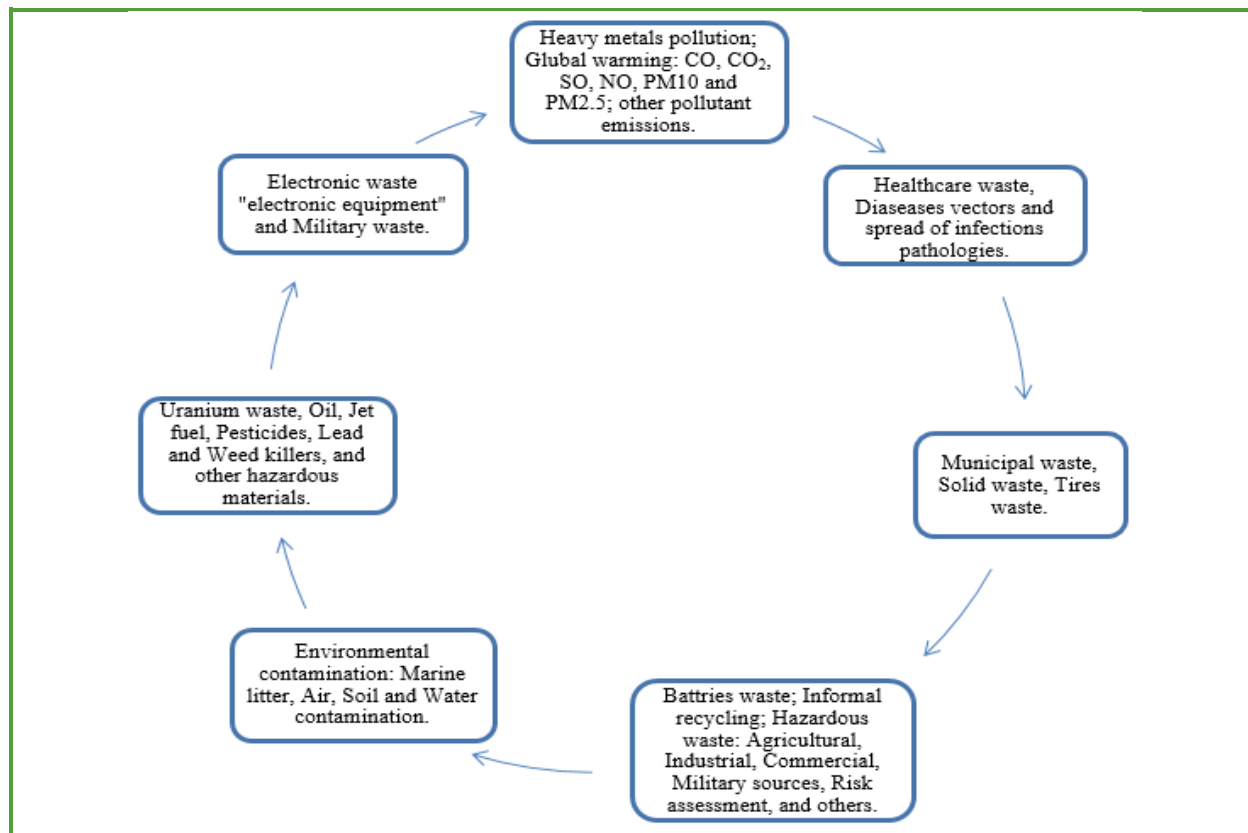 Heavy metals pollution;
Glubal warming: CO, CO₂,
SO, NO, PM10 and
PM2.5; other pollutant
emissions.
Healthcare waste,
Diaseases vectors and
spread of infections
pathologies.
Municipal waste,
Solid waste, Tires
waste.
Battries waste; Informal
recycling; Hazardous
waste: Agricultural,
Industrial, Commercial,
Military sources, Risk
assessment, and others.
Environmental
contamination: Marine
litter, Air, Soil and Water
contamination.
Uranium waste, Oil, Jet
fuel, Pesticides, Lead
and Weed killers, and
other hazardous
materials.
Electronic waste
"electronic equipment"
and Military waste.